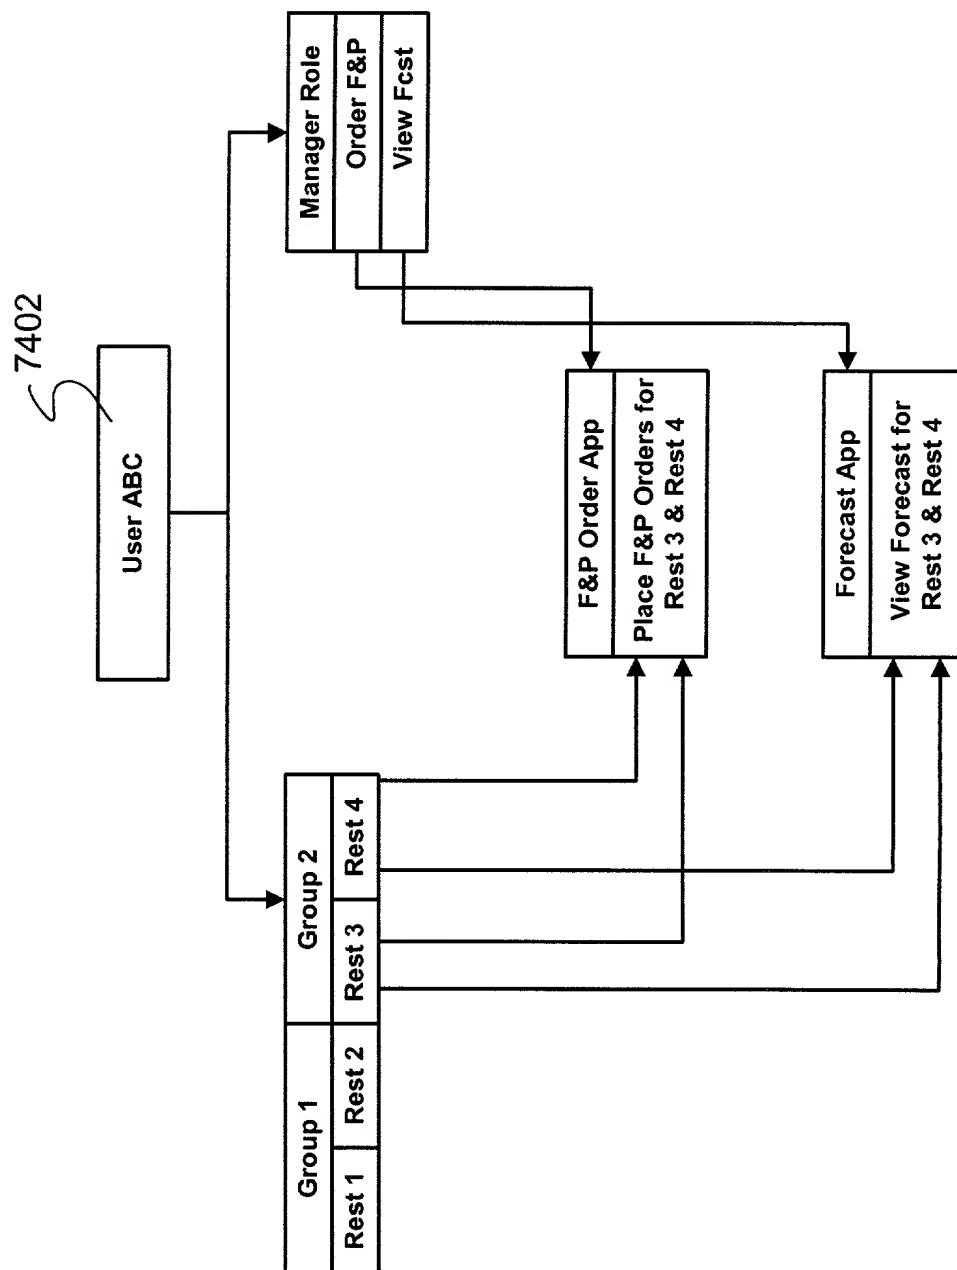 7402
User ABC
Group 1
Group 2
Rest 1
Rest 2
Rest 3
Rest 4
Manager Role
Order F&P
View Fcst
F&P Order App
Place F&P Orders for
Rest 3 & Rest 4
Forecast App
View Forecast for
Rest 3 & Rest 4